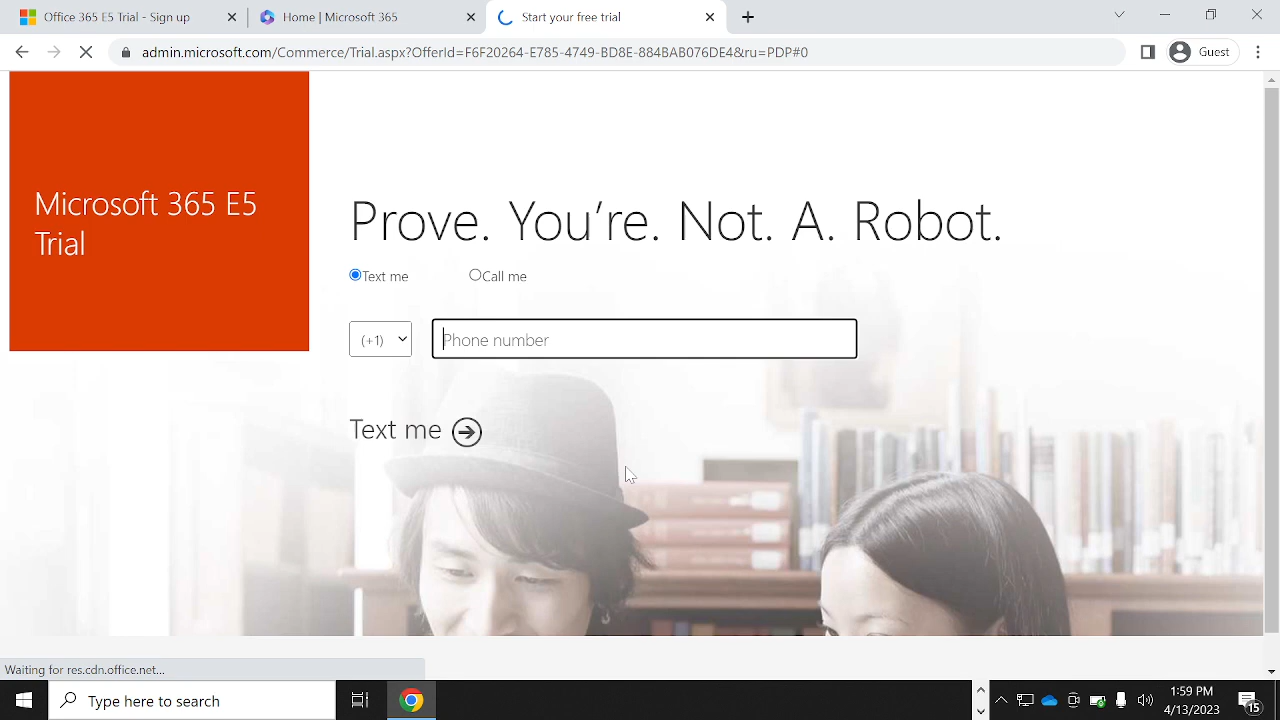 Office 365 E5 Trial - Sign up
Home | Microsoft 365
Start your free trial
admin.microsoft.com/Commerce/Trial.aspx?OfferId=F6F20264-E785-4749-BD8E-884BAB076DE4&ru=PDP#0
Guest
Microsoft 365 E5
Trial
Prove. You’re. Not. A. Robot.
Text me
Call me
(+1)
Phone number
Text me
Waiting for res.cdn.office.net...
Type here to search
1:59 PM
4/13/2023
15